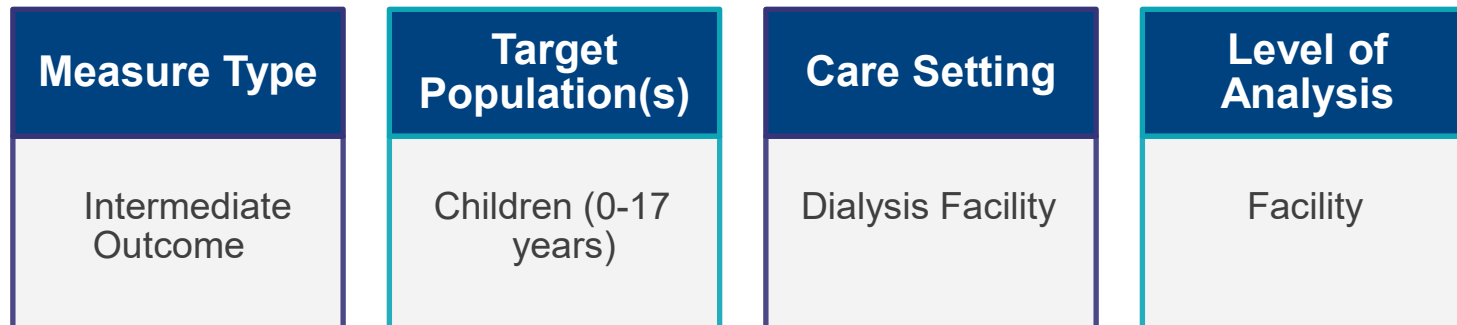 Measure Type
Intermediate
Outcome
Target
Population(s)
Children (0-17
years)
Care Setting
Dialysis Facility
Level of
Analysis
Facility